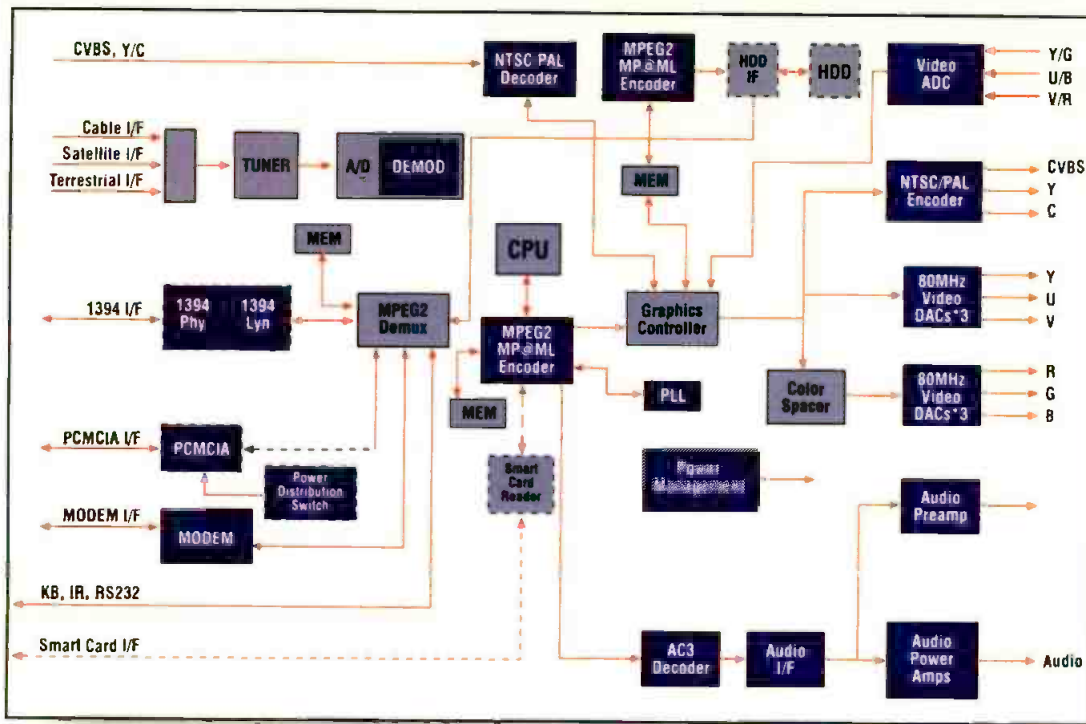 CVBS, Y/C
NTSC PAL
Decoder
MPEG2
MP@ML
Encoder
HDD
I/F
HDD
Video
ADC
Y/G
U/B
V/R
Cable I/F
Satellite I/F
Terrestrial I/F
TUNER
A/D
DEMOD
MEM
NTSC/PAL
Encoder
CVBS
Y
C
MEM
CPU
1394 I/F
1394
Phy
1394
Lyn
MPEG2
Demux
MPEG2
MP@ML
Encoder
Graphics
Controller
80MHz
Video
DACs*3
Y
U
V
MEM
PLL
Color
Spacer
80MHz
Video
DACs*3
R
G
B
PCMCIA I/F
PCMCIA
Power
Distribution
Switch
Smart
Card
Reader
Power
Management
Audio
Preamp
MODEM I/F
MODEM
KB, IR, RS232
Smart Card I/F
AC3
Decoder
Audio
I/F
Audio
Power
Amps
Audio